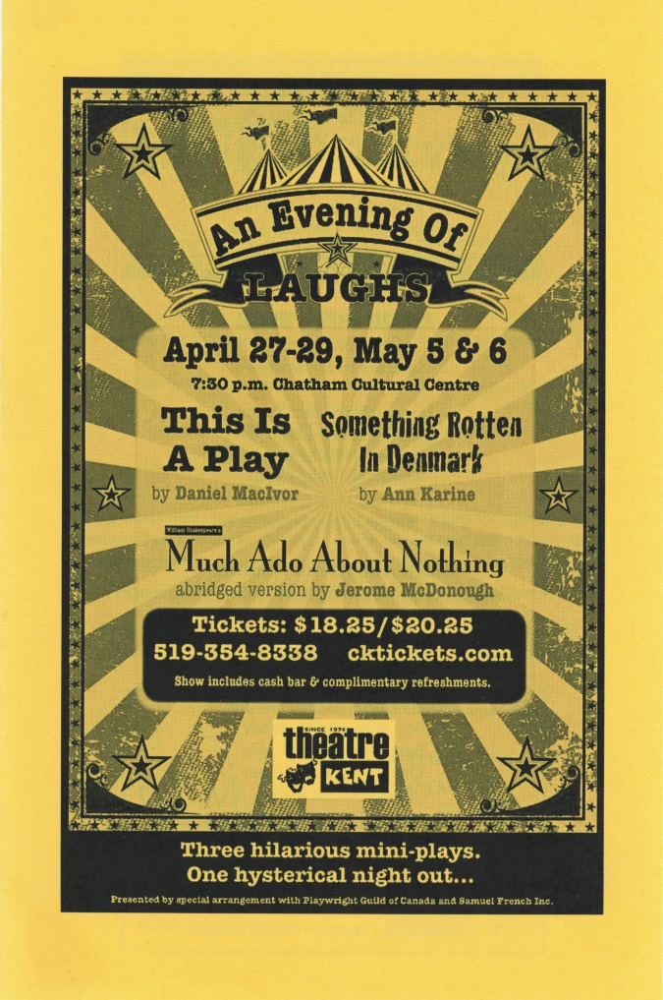 An Evening Of
LAUGHS
April 27-29, May 5 & 6
7:30 p.m. Chatham Cultural Centre
This Is
A Play
by Daniel MacIvor
Something Rotten
In Denmark
by Ann Karine
William Shakespeare's
Much Ado About Nothing
abridged version by Jerome McDonough
Tickets: $18.25/$20.25
519-354-8338 cktickets.com
Show includes cash bar & complimentary refreshments.
SINCE 1976
theatre
KENT
Three hilarious mini-plays.
One hysterical night out...
Presented by special arrangement with Playwright Guild of Canada and Samuel French Inc.